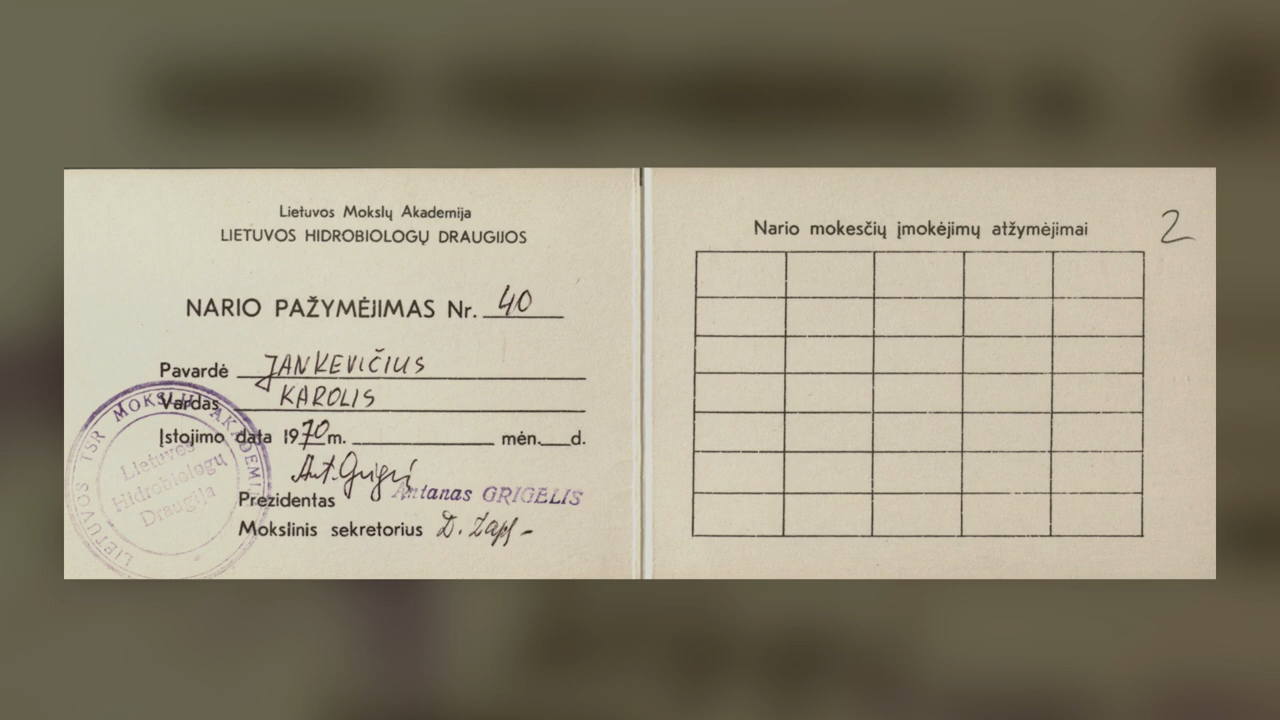 Lietuvos Mokslų Akademija
LIETUVOS HIDROBIOLOGŲ DRAUGIJOS
NARIO PAŽYMĖJIMAS Nr. 40
Pavardė JANKEVIČIUS
Vardas KAROLIS
Įstojimo data 1970 m. mėn. d.
Prezidentas Antanas GRIGELIS
Mokslinis sekretorius
LIETUVOS TSR MOKSLŲ AKADEMIJ
Lietuvos
Hidrobiologų
Draugija
Nario mokesčių įmokėjimų atžymėjimai
2